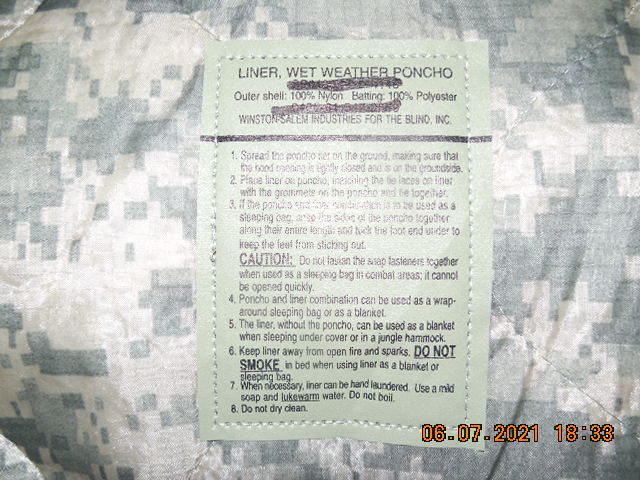 LINER, WET WEATHER PONCHO
Outer shell: 100% Nylon Batting: 100% Polyester
WINSTON-SALEM INDUSTRIES FOR THE BLIND, INC.
1. Spread the poncho flat on the ground, making sure that
the hood opening is tightly closed and is on the groundside.
2. Place liner on poncho, matching the tie laces on liner
with the grommets on the poncho and tie together.
3. If the poncho and liner combination is to be used as a
sleeping bag, snap the sides of the poncho together
along their entire length and tuck the foot end under to
keep the feet from sticking out.
CAUTION: Do not fasten the snap fasteners together
when used as a sleeping bag in combat areas; it cannot
be opened quickly.
4. Poncho and liner combination can be used as a wrap-
around sleeping bag or as a blanket.
5. The liner, without the poncho, can be used as a blanket
when sleeping under cover or in a jungle hammock.
6. Keep liner away from open fire and sparks. DO NOT
SMOKE in bed when using liner as a blanket or
sleeping bag.
7. When necessary, liner can be hand laundered. Use a mild
soap and lukewarm water. Do not boil.
8. Do not dry clean.
06.07.2021 18:33